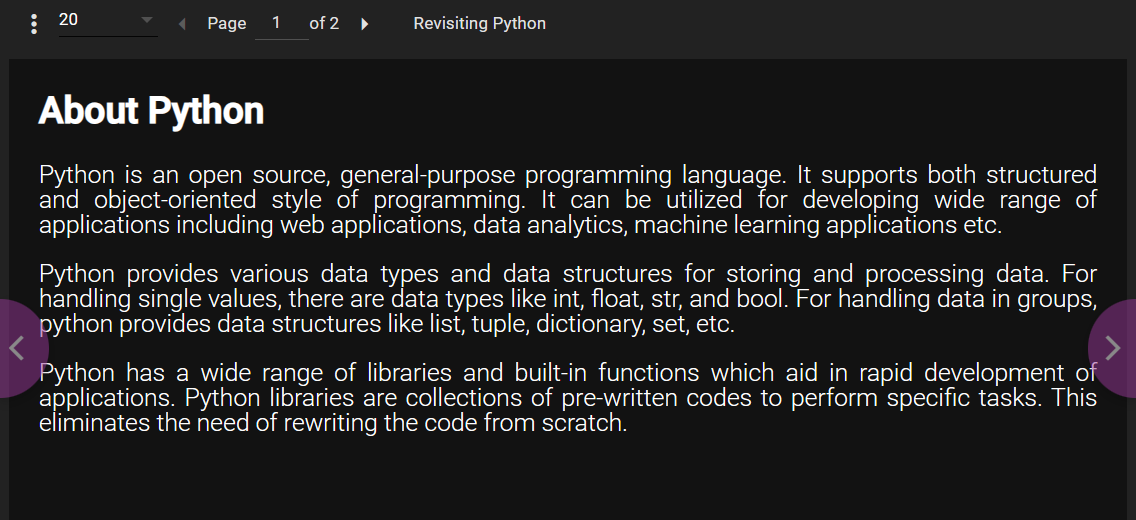 20 Page 1 of 2 Revisiting Python
About Python
Python is an open source, general-purpose programming language. It supports both structured
and object-oriented style of programming. It can be utilized for developing wide range of
applications including web applications, data analytics, machine learning applications etc.
Python provides various data types and data structures for storing and processing data. For
handling single values, there are data types like int, float, str, and bool. For handling data in groups,
python provides data structures like list, tuple, dictionary, set, etc.
Python has a wide range of libraries and built-in functions which aid in rapid development of
applications. Python libraries are collections of pre-written codes to perform specific tasks. This
eliminates the need of rewriting the code from scratch.